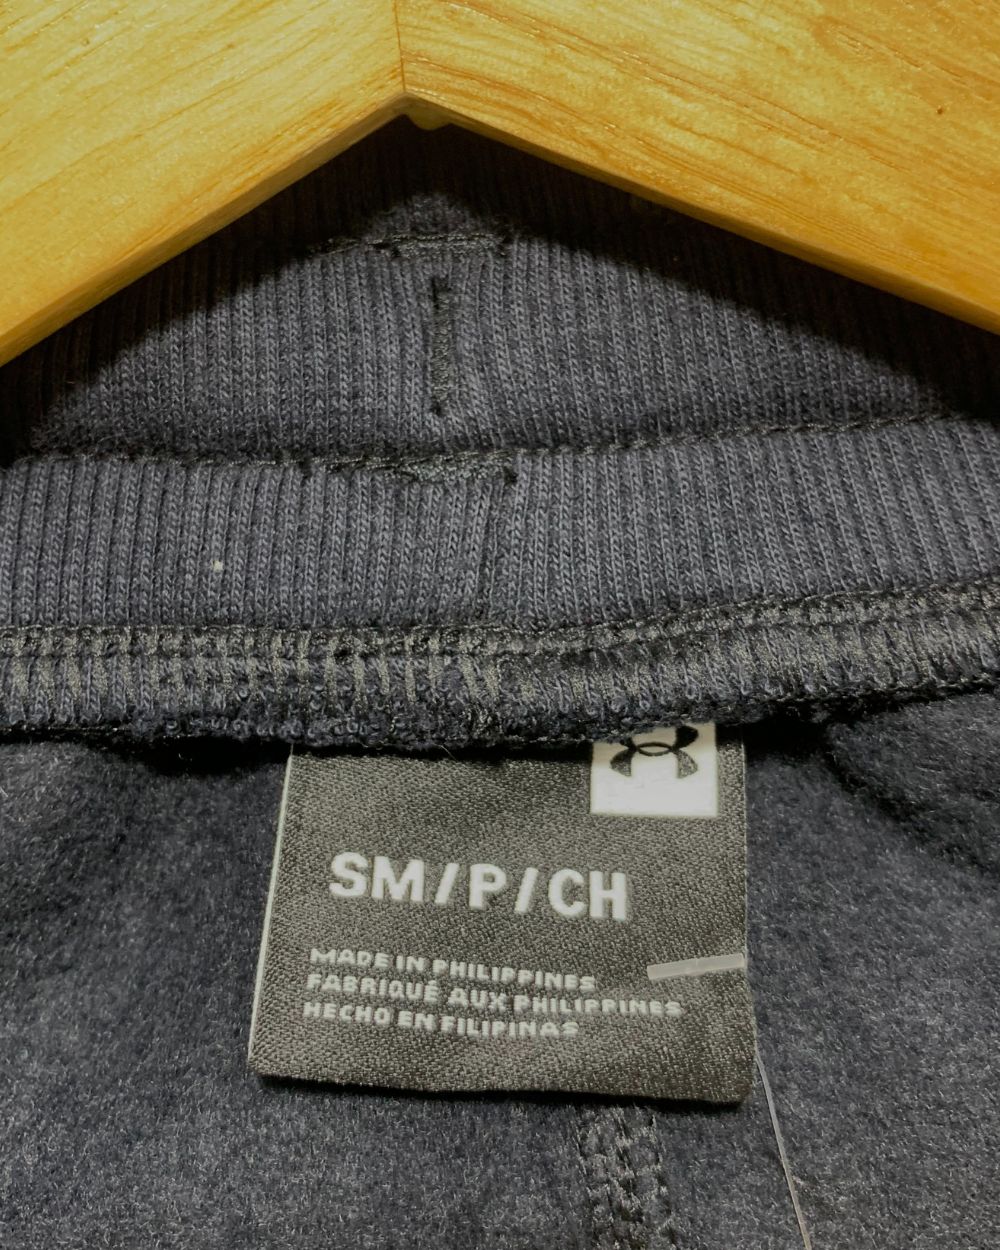 SM/P/CH
MADE IN PHILIPPINES
FABRIQUÉ AUX PHILIPPINES
HECHO EN FILIPINAS